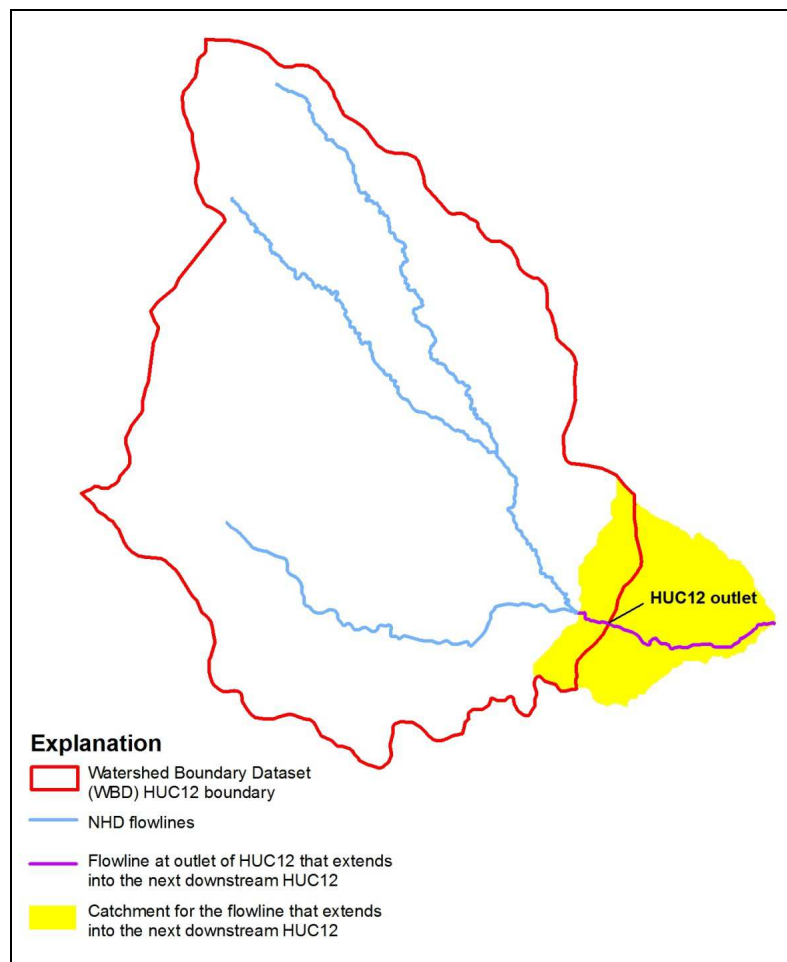 HUC12 outlet
Explanation
Watershed Boundary Dataset
(WBD) HUC12 boundary
NHD flowlines
Flowline at outlet of HUC12 that extends
into the next downstream HUC12
Catchment for the flowline that extends
into the next downstream HUC12